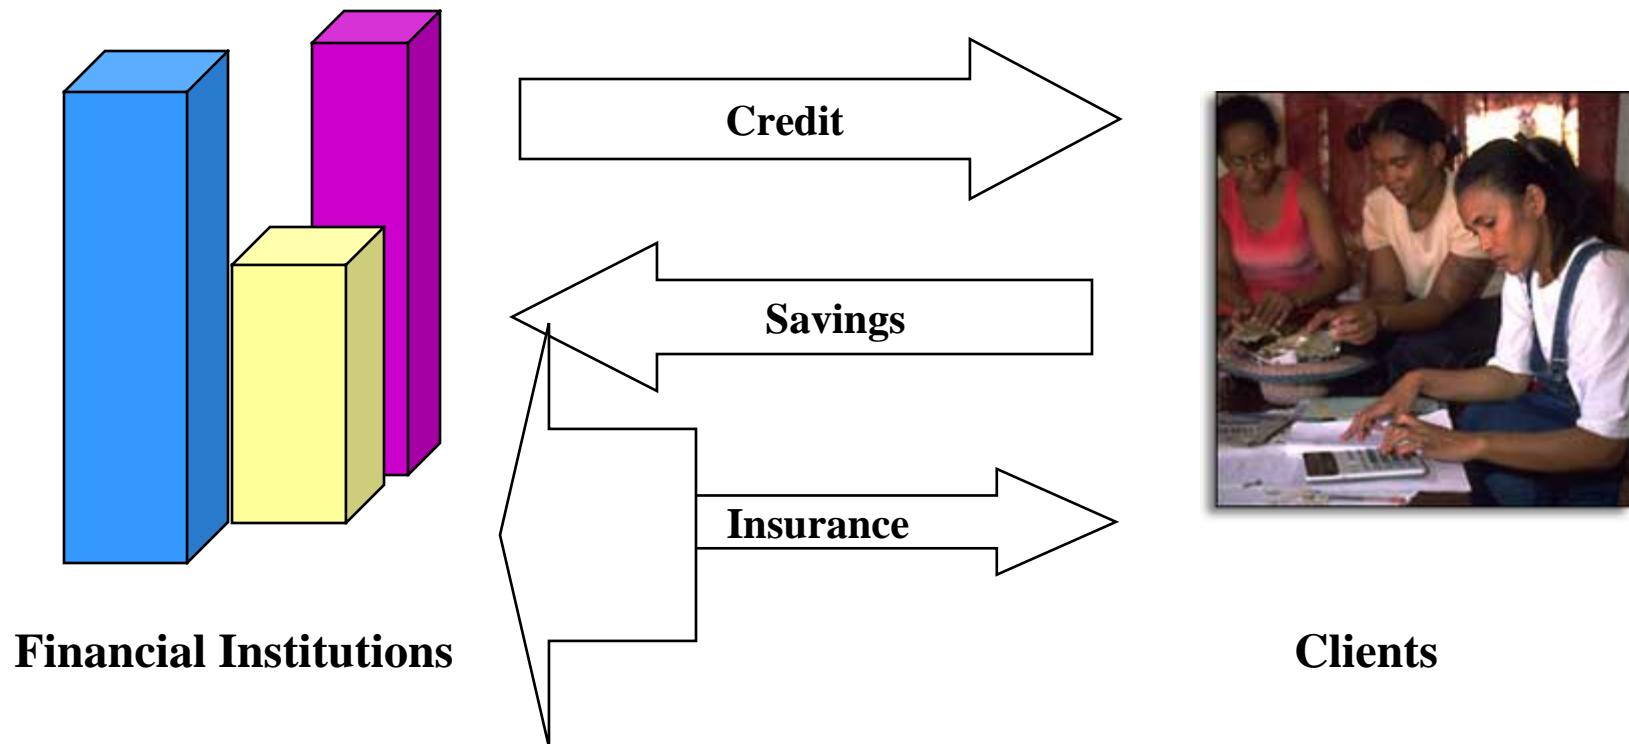 Credit
Savings
Insurance
Financial Institutions
Clients